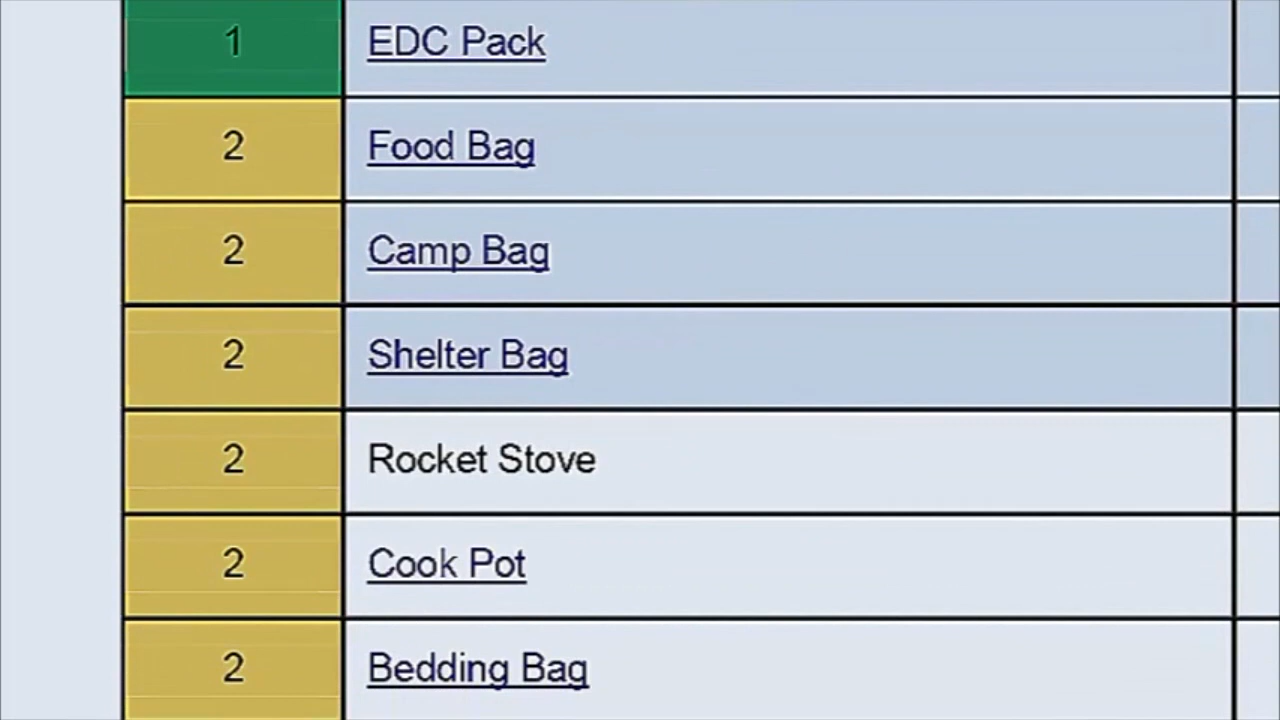 1 EDC Pack
2 Food Bag
2 Camp Bag
2 Shelter Bag
2 Rocket Stove
2 Cook Pot
2 Bedding Bag